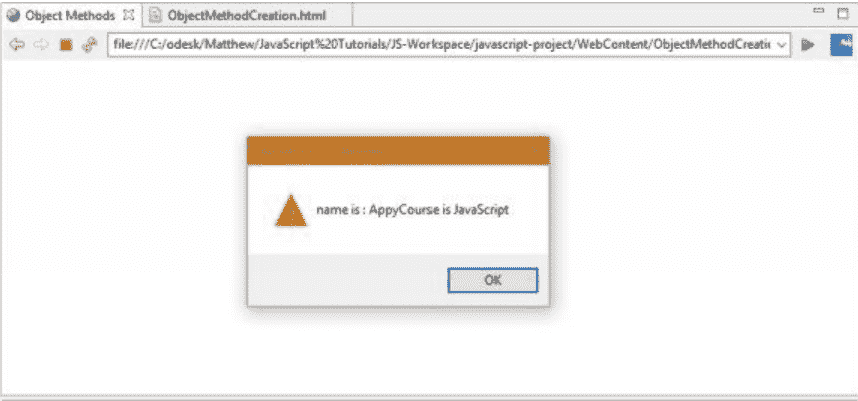 Object Methods
ObjectMethodCreation.html
file:///C:/odesk/Matthew/JavaScript%20Tutorials/JS-Workspace/javascript-project/WebContent/ObjectMethodCreatio
name is : AppyCourse is JavaScript
OK